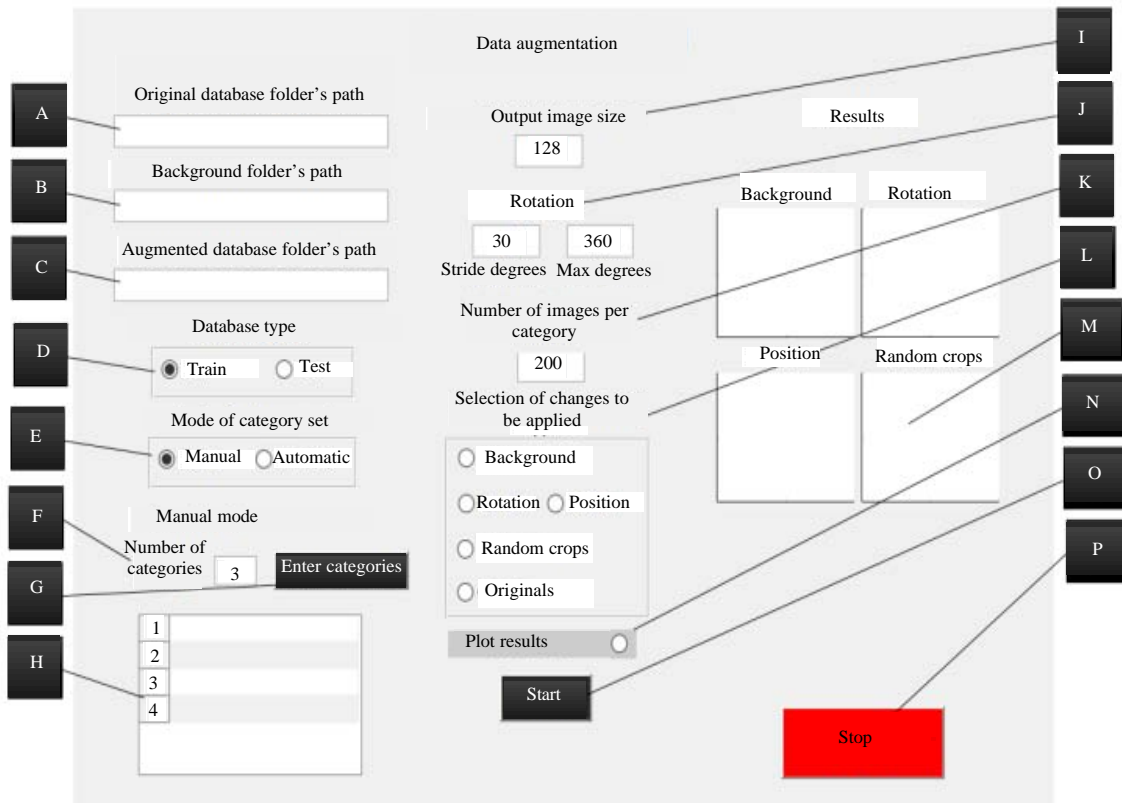 Data augmentation
A
B
C
D
E
F
G
H
Original database folder's path
Background folder's path
Augmented database folder's path
Database type
Train Test
Mode of category set
Manual Automatic
Manual mode
Number of
categories
3
Enter categories
1
2
3
4
Output image size
128
Rotation
30 360
Stride degrees Max degrees
Number of images per
category
200
Selection of changes to
be applied
Background
Rotation Position
Random crops
Originals
Plot results
Start
Results
Background Rotation
Position Random crops
Stop
I
J
K
L
M
N
O
P